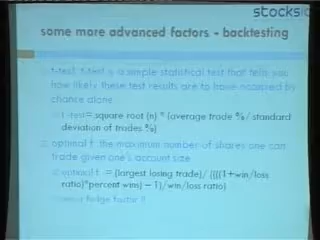 stocksi
some more advanced factors - backtesting
t-test: t-test is a simple statistical test that tells you
how likely these test results are to have occurred by
chance alone
t-test= square root (n) * (average trade %/ standard
deviation of trades %)
optimal f: the maximum number of shares one can
trade given one's account size
optimal f = (largest losing trade)/ ((((1+win/loss
ratio)*percent wins) – 1)/win/loss ratio)
fudge factor !!